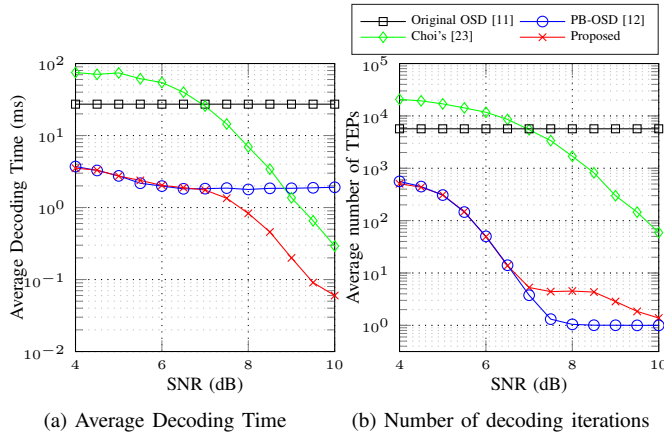 Original OSD [11] PB-OSD [12]
Choi's [23] Proposed
Average Decoding Time (ms)
10^2
10^1
10^0
10^−1
10^−2
4 6 8 10
SNR (dB)
(a) Average Decoding Time
Average number of TEPs
10^5
10^4
10^3
10^2
10^1
10^0
4 6 8 10
SNR (dB)
(b) Number of decoding iterations